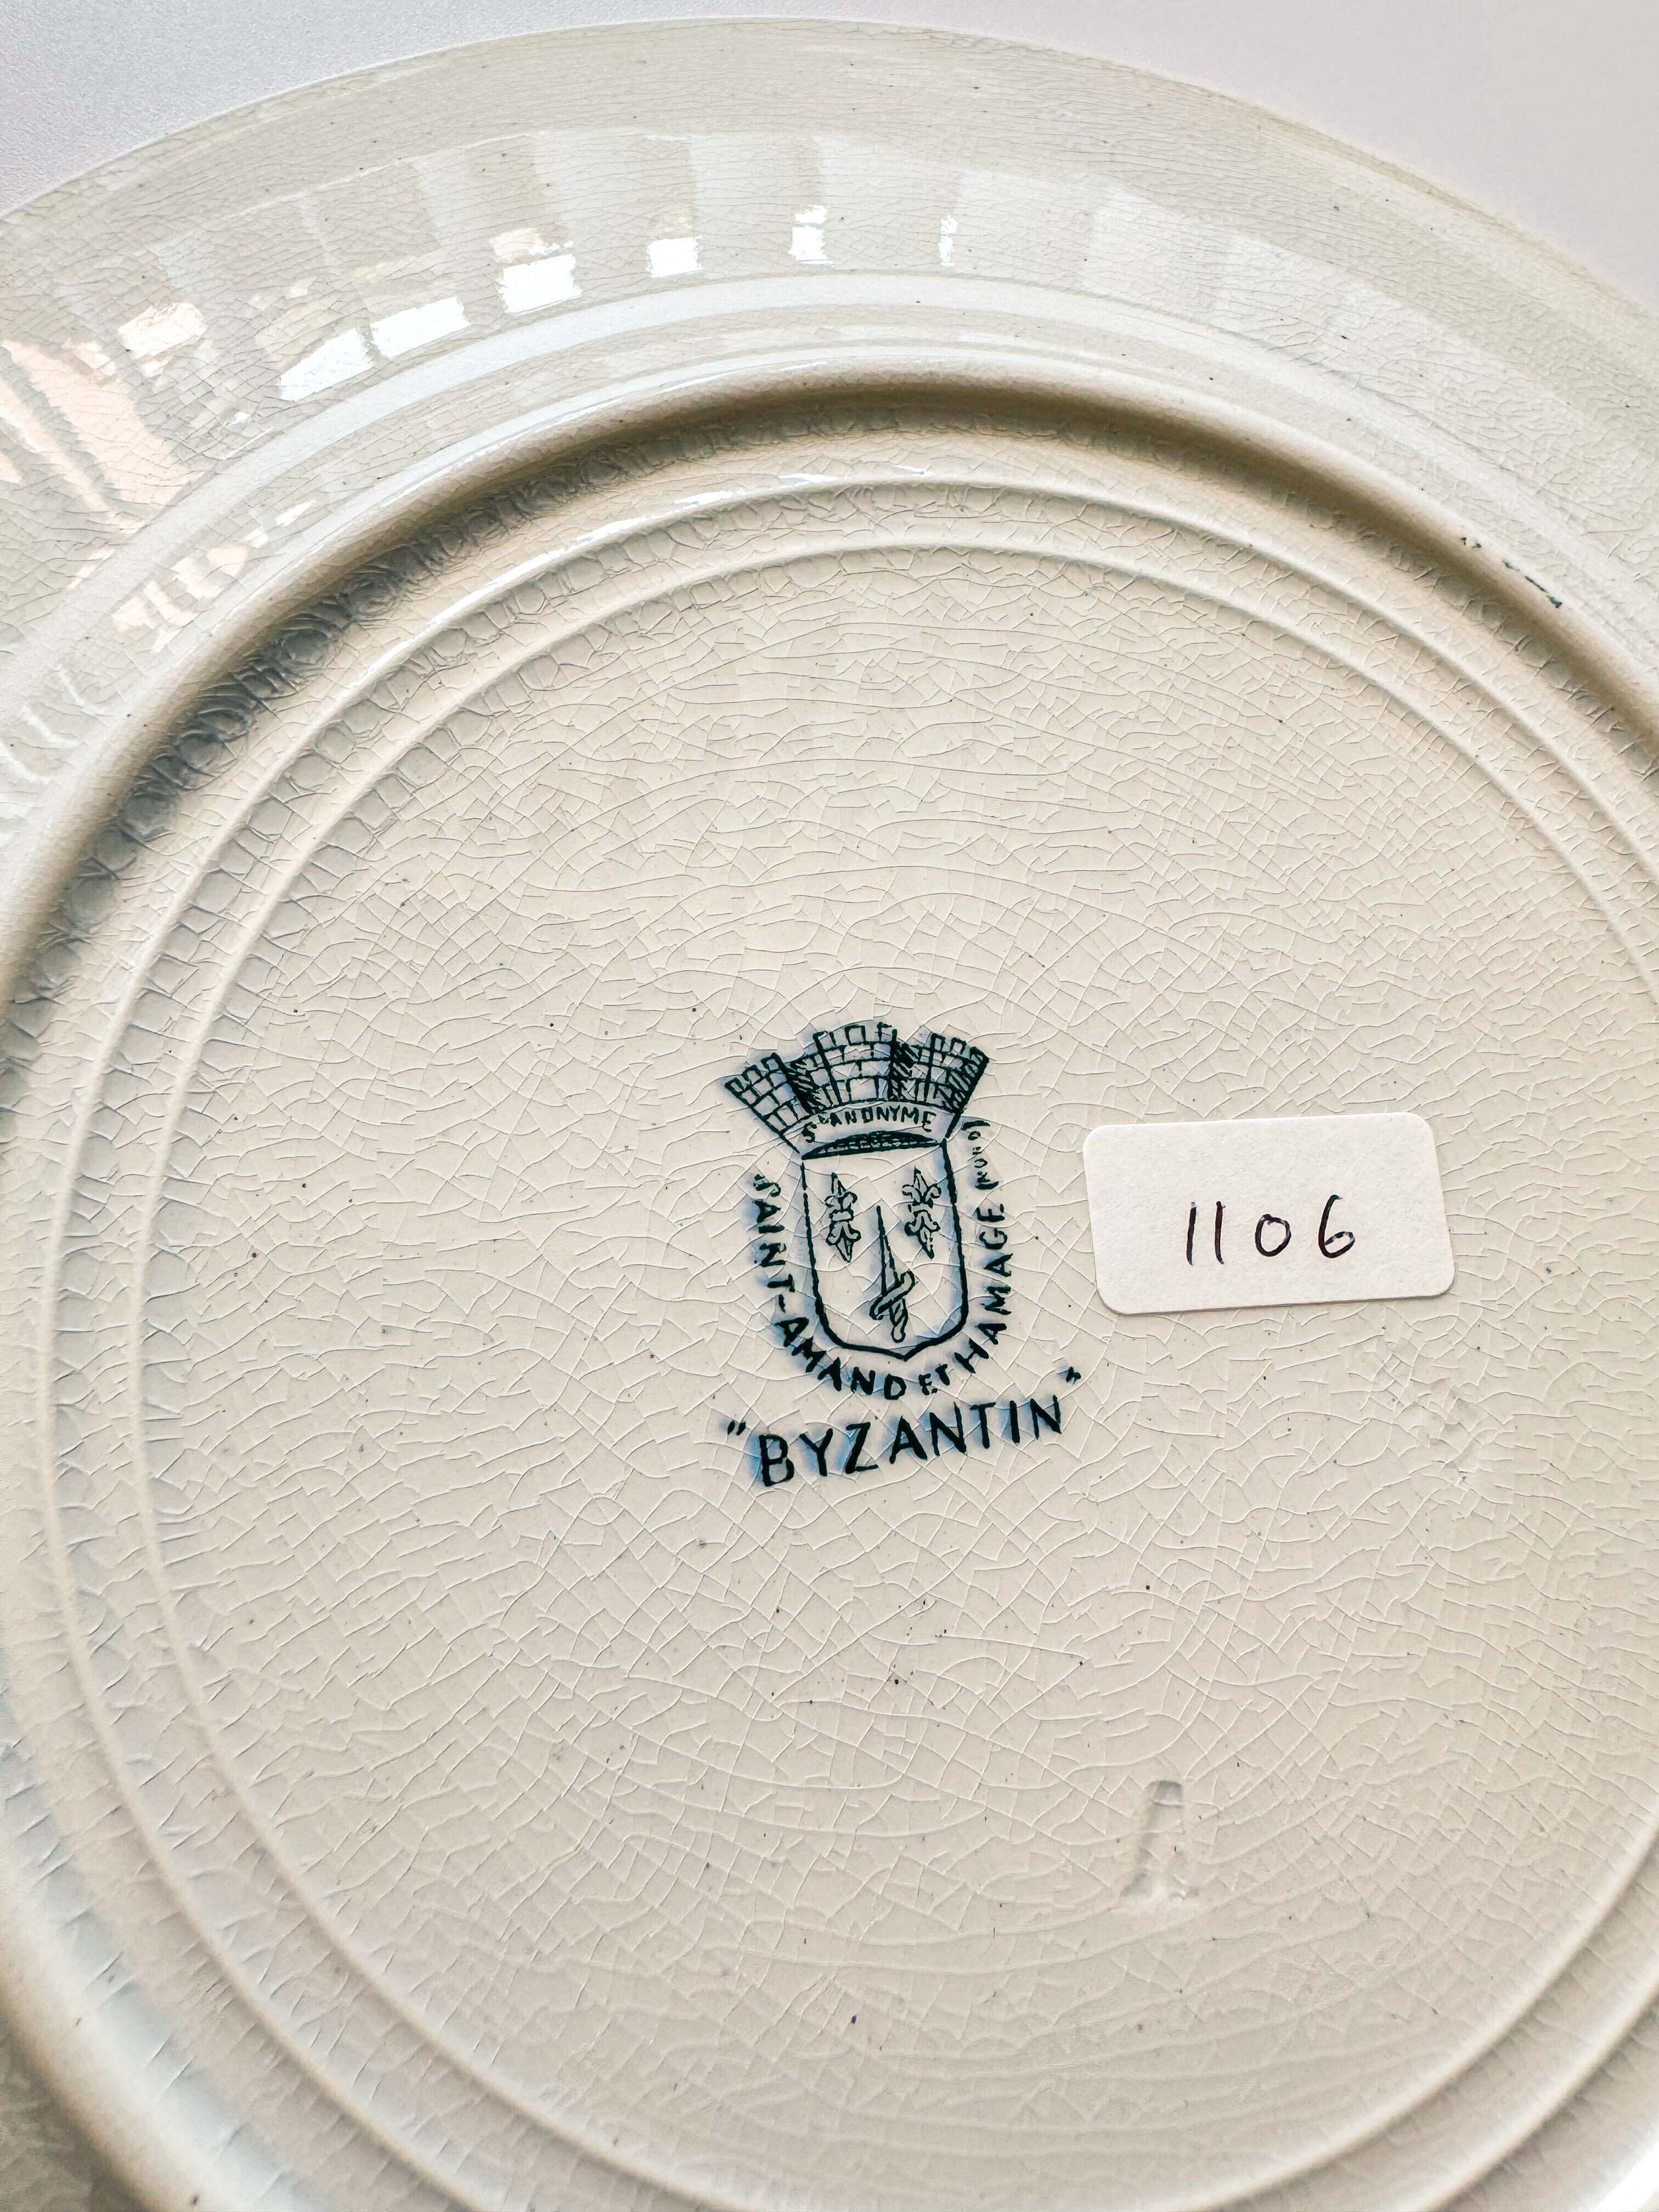 Sté ANONYME
SAINT-AMAND ET HAMAGE (NORD)
"BYZANTIN"
1106